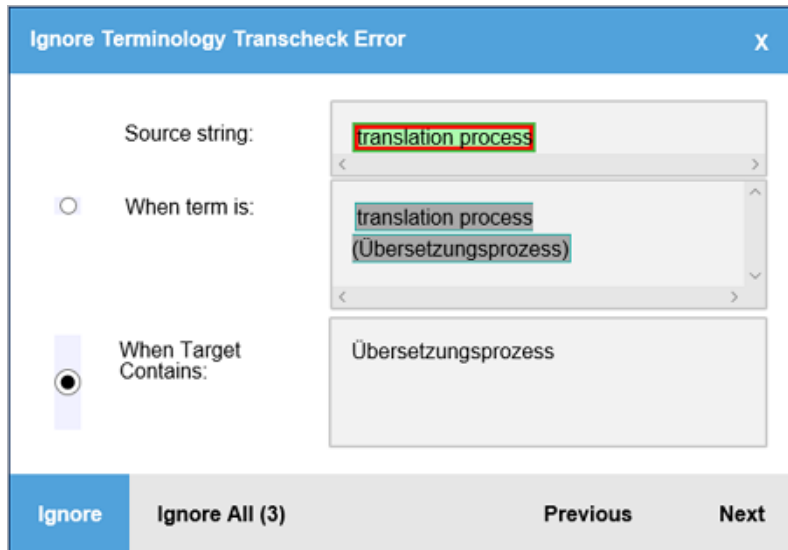 Ignore Terminology Transcheck Error X
Source string: translation process
When term is: translation process
(Übersetzungsprozess)
When Target Übersetzungsprozess
Contains:
Ignore Ignore All (3) Previous Next